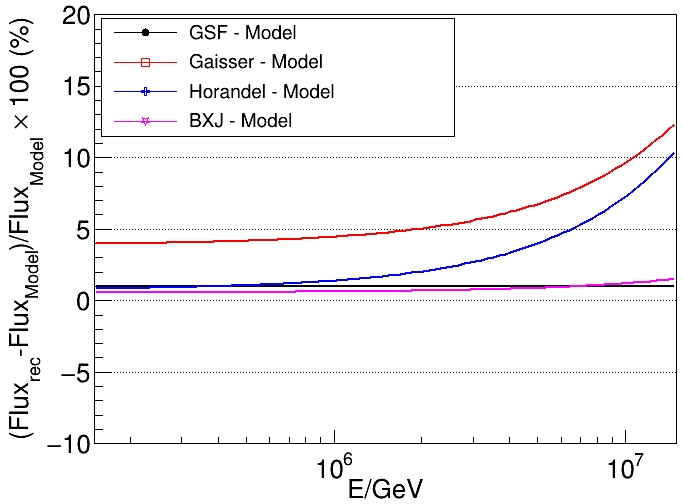 (Flux_rec-Flux_Model)/Flux_Model × 100 (%)
20
15
10
5
0
−5
−10
GSF - Model
Gaisser - Model
Horandel - Model
BXJ - Model
10^6
10^7
E/GeV